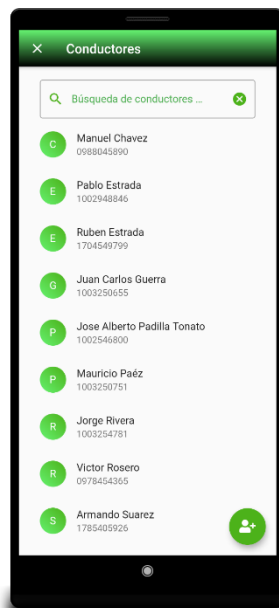 Conductores
Búsqueda de conductores ...
C
Manuel Chavez
0988045890
E
Pablo Estrada
1002948846
E
Ruben Estrada
1704549799
G
Juan Carlos Guerra
1003250655
P
Jose Alberto Padilla Tonato
1002546800
P
Mauricio Paéz
1003250751
R
Jorge Rivera
1003254781
R
Victor Rosero
0978454365
S
Armando Suarez
1785405926